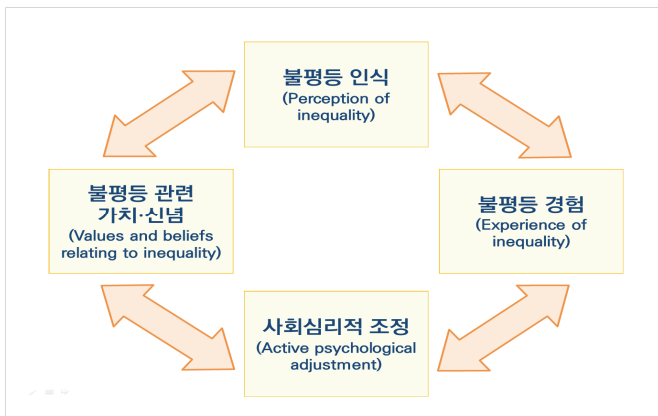 불평등 인식
(Perception of
inequality)
불평등 관련
가치·신념
(Values and beliefs
relating to inequality)
불평등 경험
(Experience of
inequality)
사회심리적 조정
(Active psychological
adjustment)